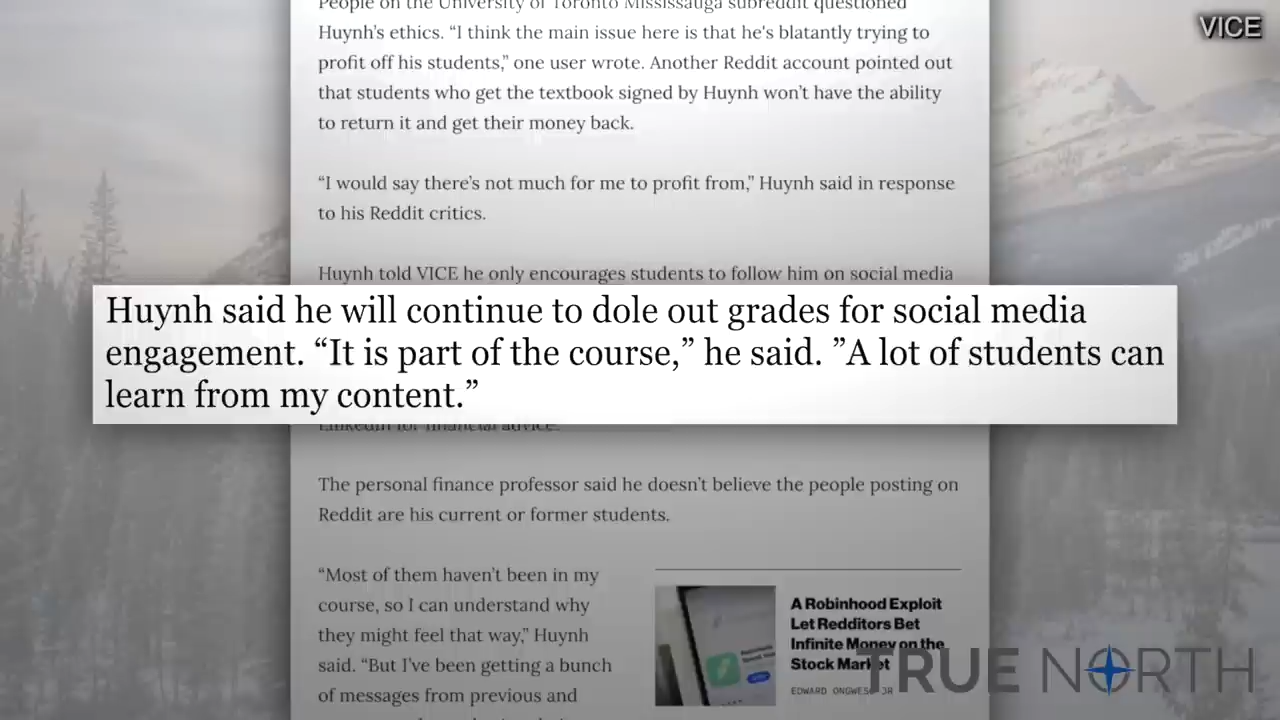 People on the University of Toronto Mississauga subreddit questioned
VICE
Huynh's ethics. “I think the main issue here is that he's blatantly trying to
profit off his students,” one user wrote. Another Reddit account pointed out
that students who get the textbook signed by Huynh won’t have the ability
to return it and get their money back.
“I would say there’s not much for me to profit from,” Huynh said in response
to his Reddit critics.
Huynh told VICE he only encourages students to follow him on social media
Huynh said he will continue to dole out grades for social media
engagement. “It is part of the course,” he said. ”A lot of students can
learn from my content.”
LinkedIn for financial advice.
The personal finance professor said he doesn’t believe the people posting on
Reddit are his current or former students.
“Most of them haven’t been in my
course, so I can understand why
they might feel that way,” Huynh
said. “But I’ve been getting a bunch
of messages from previous and
A Robinhood Exploit
Let Redditors Bet
Infinite Money on the
Stock Market
EDWARD ONGWESO JR
TRUE NORTH